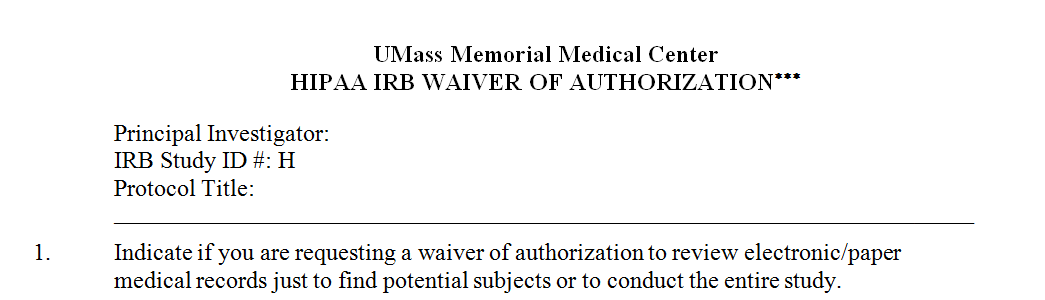 UMass Memorial Medical Center
HIPAA IRB WAIVER OF AUTHORIZATION***
Principal Investigator:
IRB Study ID #: H
Protocol Title:
1. Indicate if you are requesting a waiver of authorization to review electronic/paper
medical records just to find potential subjects or to conduct the entire study.